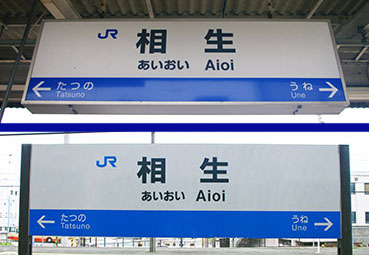 JR 相生
あいおい Aioi
← たつの うね →
Tatsuno Une
JR 相生
あいおい Aioi
← たつの うね →
Tatsuno Une